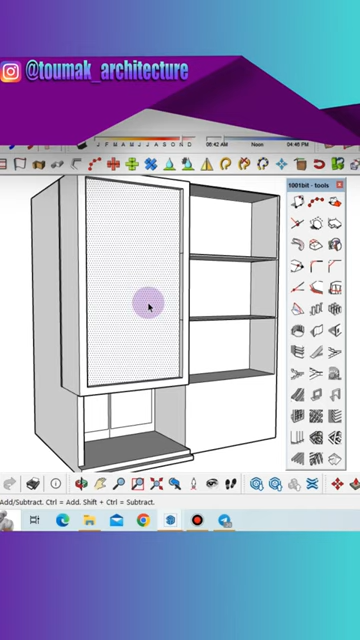 @toumak_architecture
J F M A M J J A S O N D 06:42 AM Noon 04:46 PM
1001bit - tools
Add/Subtract. Ctrl = Add. Shift + Ctrl = Subtract.